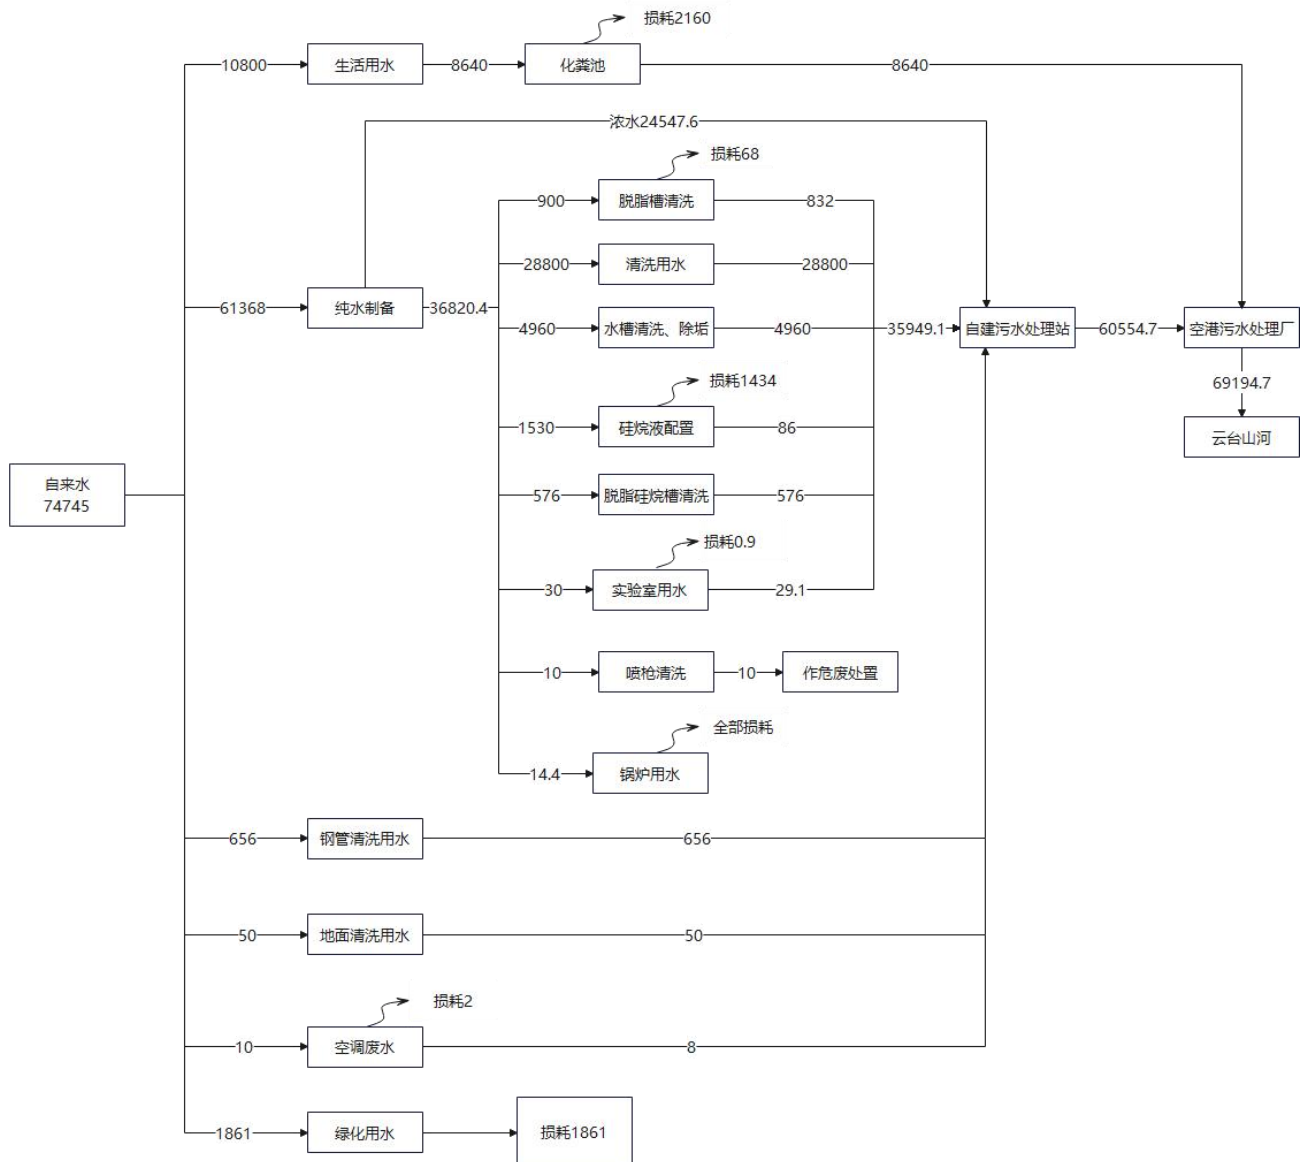 损耗2160
10800
生活用水
8640
化粪池
8640
浓水24547.6
损耗68
900
脱脂槽清洗
832
28800
清洗用水
28800
61368
纯水制备
36820.4
4960
水槽清洗、除垢
4960
35949.1
自建污水处理站
60554.7
空港污水处理厂
69194.7
云台山河
损耗1434
1530
硅烷液配置
86
自来水
74745
576
脱脂硅烷槽清洗
576
损耗0.9
30
实验室用水
29.1
10
喷枪清洗
10
作危废处置
全部损耗
14.4
锅炉用水
656
钢管清洗用水
656
50
地面清洗用水
50
损耗2
10
空调废水
8
1861
绿化用水
损耗1861